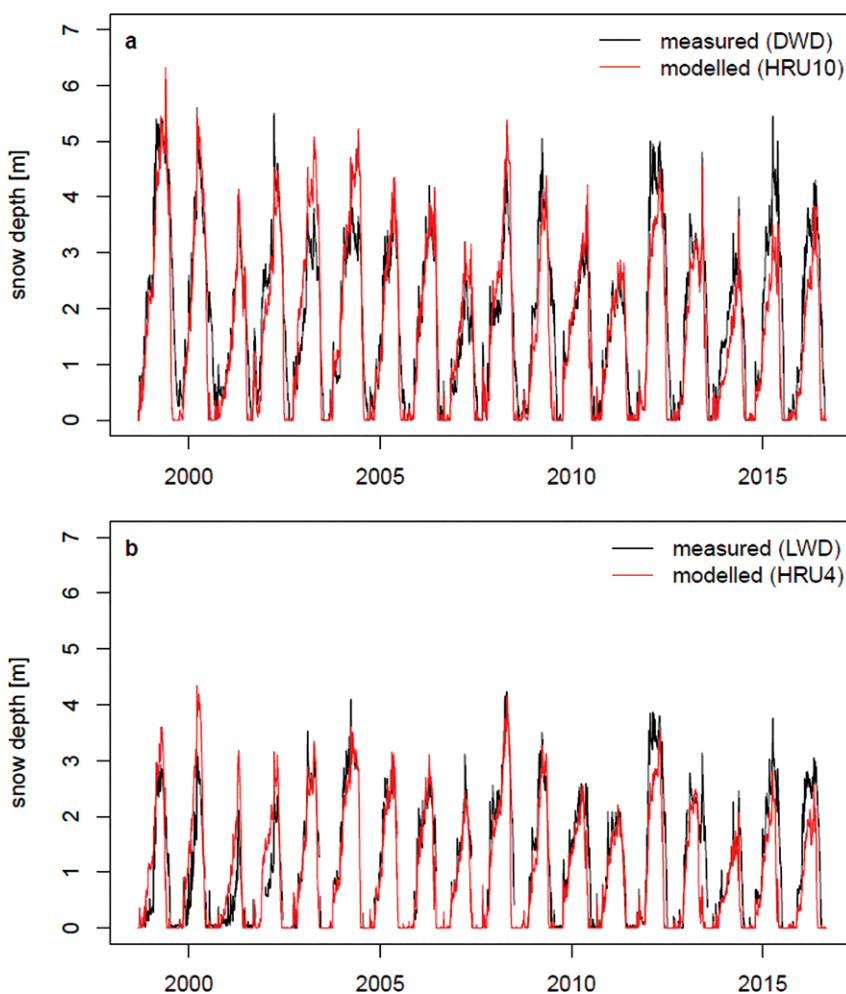 a
measured (DWD)
modelled (HRU10)
snow depth [m]
7
6
5
4
3
2
1
0
2000 2005 2010 2015
b
measured (LWD)
modelled (HRU4)
snow depth [m]
7
6
5
4
3
2
1
0
2000 2005 2010 2015